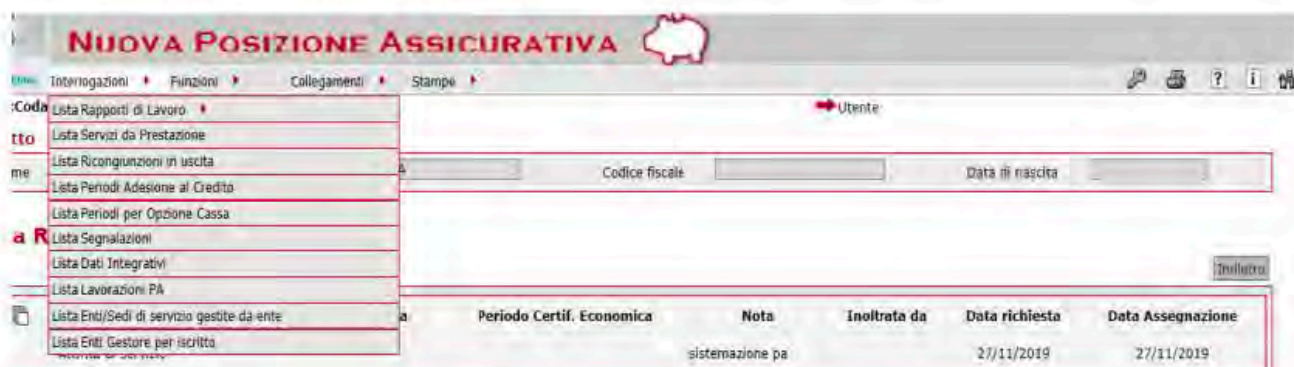 NUOVA POSIZIONE ASSICURATIVA
Interrogazioni Funzioni Collegamenti Stampe ? i
:Coda Lista Rapporti di Lavoro Utente
tto Lista Servizi da Prestazione
me Lista Ricongiunzioni in uscita Codice fiscale Data di nascita
Lista Periodi Adesione al Credito
Lista Periodi per Opzione Cassa
a R Lista Segnalazioni
Lista Dati Integrativi
Lista Lavorazioni PA
Lista Enti/Sedi di servizio gestite da ente a Periodo Certif. Economica Nota Inoltrata da Data richiesta Data Assegnazione
Lista Enti Gestore per iscritto
sistemazione pa 27/11/2019 27/11/2019